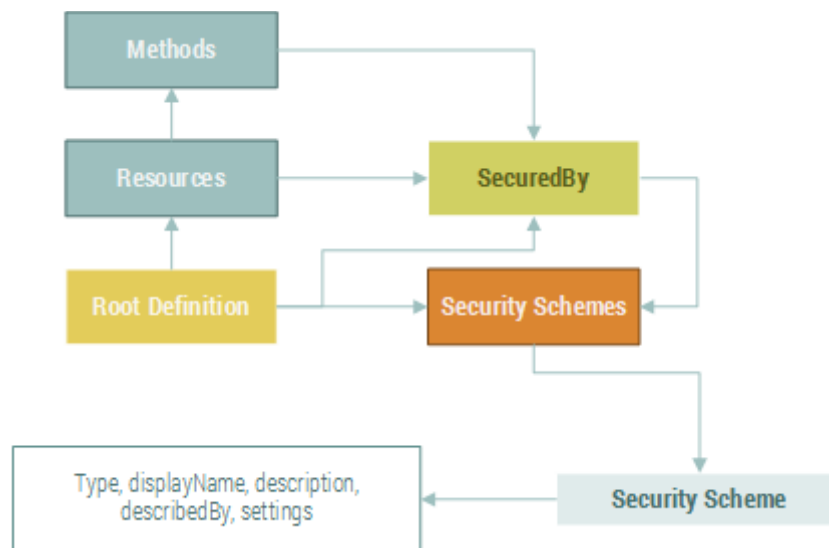 Methods
Resources
SecuredBy
Root Definition
Security Schemes
Type, displayName, description,
describedBy, settings
Security Scheme